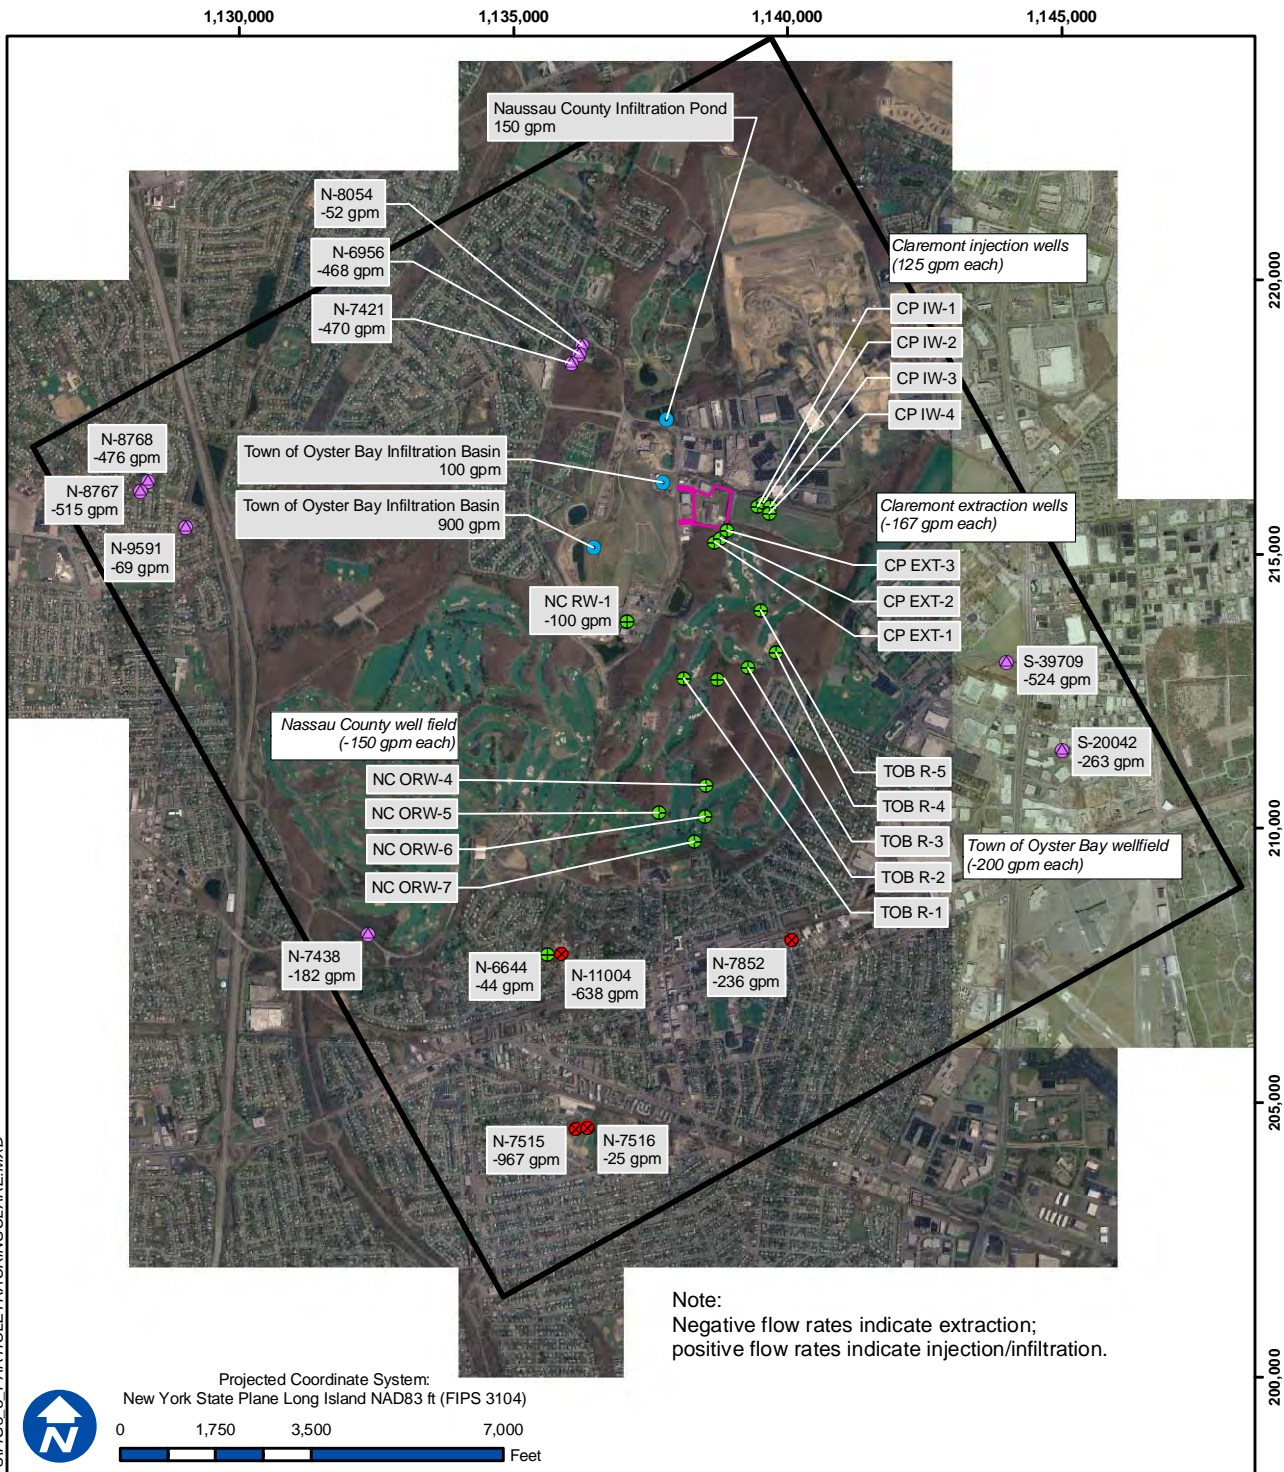 1,130,000
1,135,000
1,140,000
1,145,000
Naussau County Infiltration Pond
150 gpm
N-8054
-52 gpm
N-6956
-468 gpm
N-7421
-470 gpm
Claremont injection wells
(125 gpm each)
220,000
CP IW-1
CP IW-2
CP IW-3
CP IW-4
N-8768
-476 gpm
N-8767
-515 gpm
N-9591
-69 gpm
Town of Oyster Bay Infiltration Basin
100 gpm
Town of Oyster Bay Infiltration Basin
900 gpm
Claremont extraction wells
(-167 gpm each)
215,000
CP EXT-3
CP EXT-2
CP EXT-1
NC RW-1
-100 gpm
S-39709
-524 gpm
S-20042
-263 gpm
Nassau County well field
(-150 gpm each)
NC ORW-4
NC ORW-5
NC ORW-6
NC ORW-7
TOB R-5
TOB R-4
TOB R-3
TOB R-2
TOB R-1
Town of Oyster Bay wellfield
(-200 gpm each)
210,000
N-7438
-182 gpm
N-6644
-44 gpm
N-11004
-638 gpm
N-7852
-236 gpm
205,000
N-7515
-967 gpm
N-7516
-25 gpm
Note:
Negative flow rates indicate extraction;
positive flow rates indicate injection/infiltration.
200,000
Projected Coordinate System:
New York State Plane Long Island NAD83 ft (FIPS 3104)
N
0
1,750
3,500
7,000
Feet